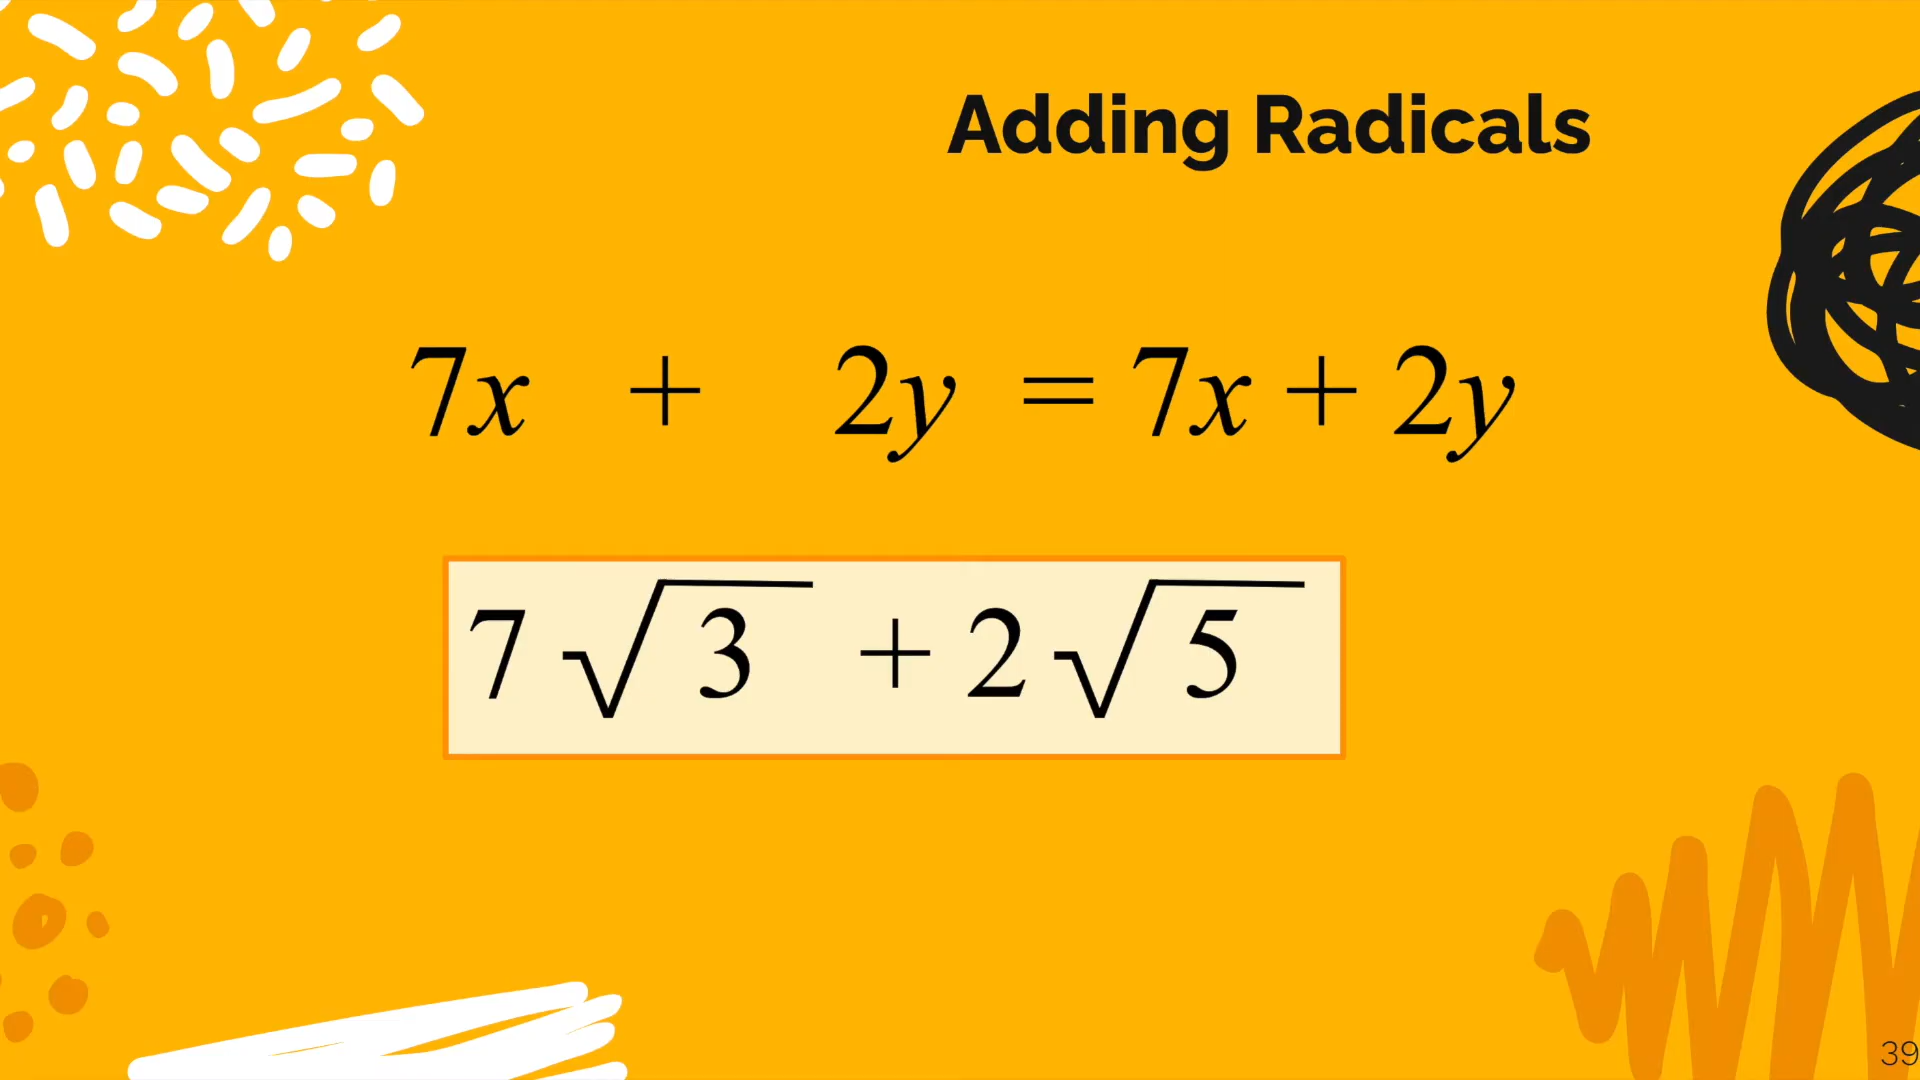 Adding Radicals
7x + 2y = 7x + 2y
7√3 + 2√5
39